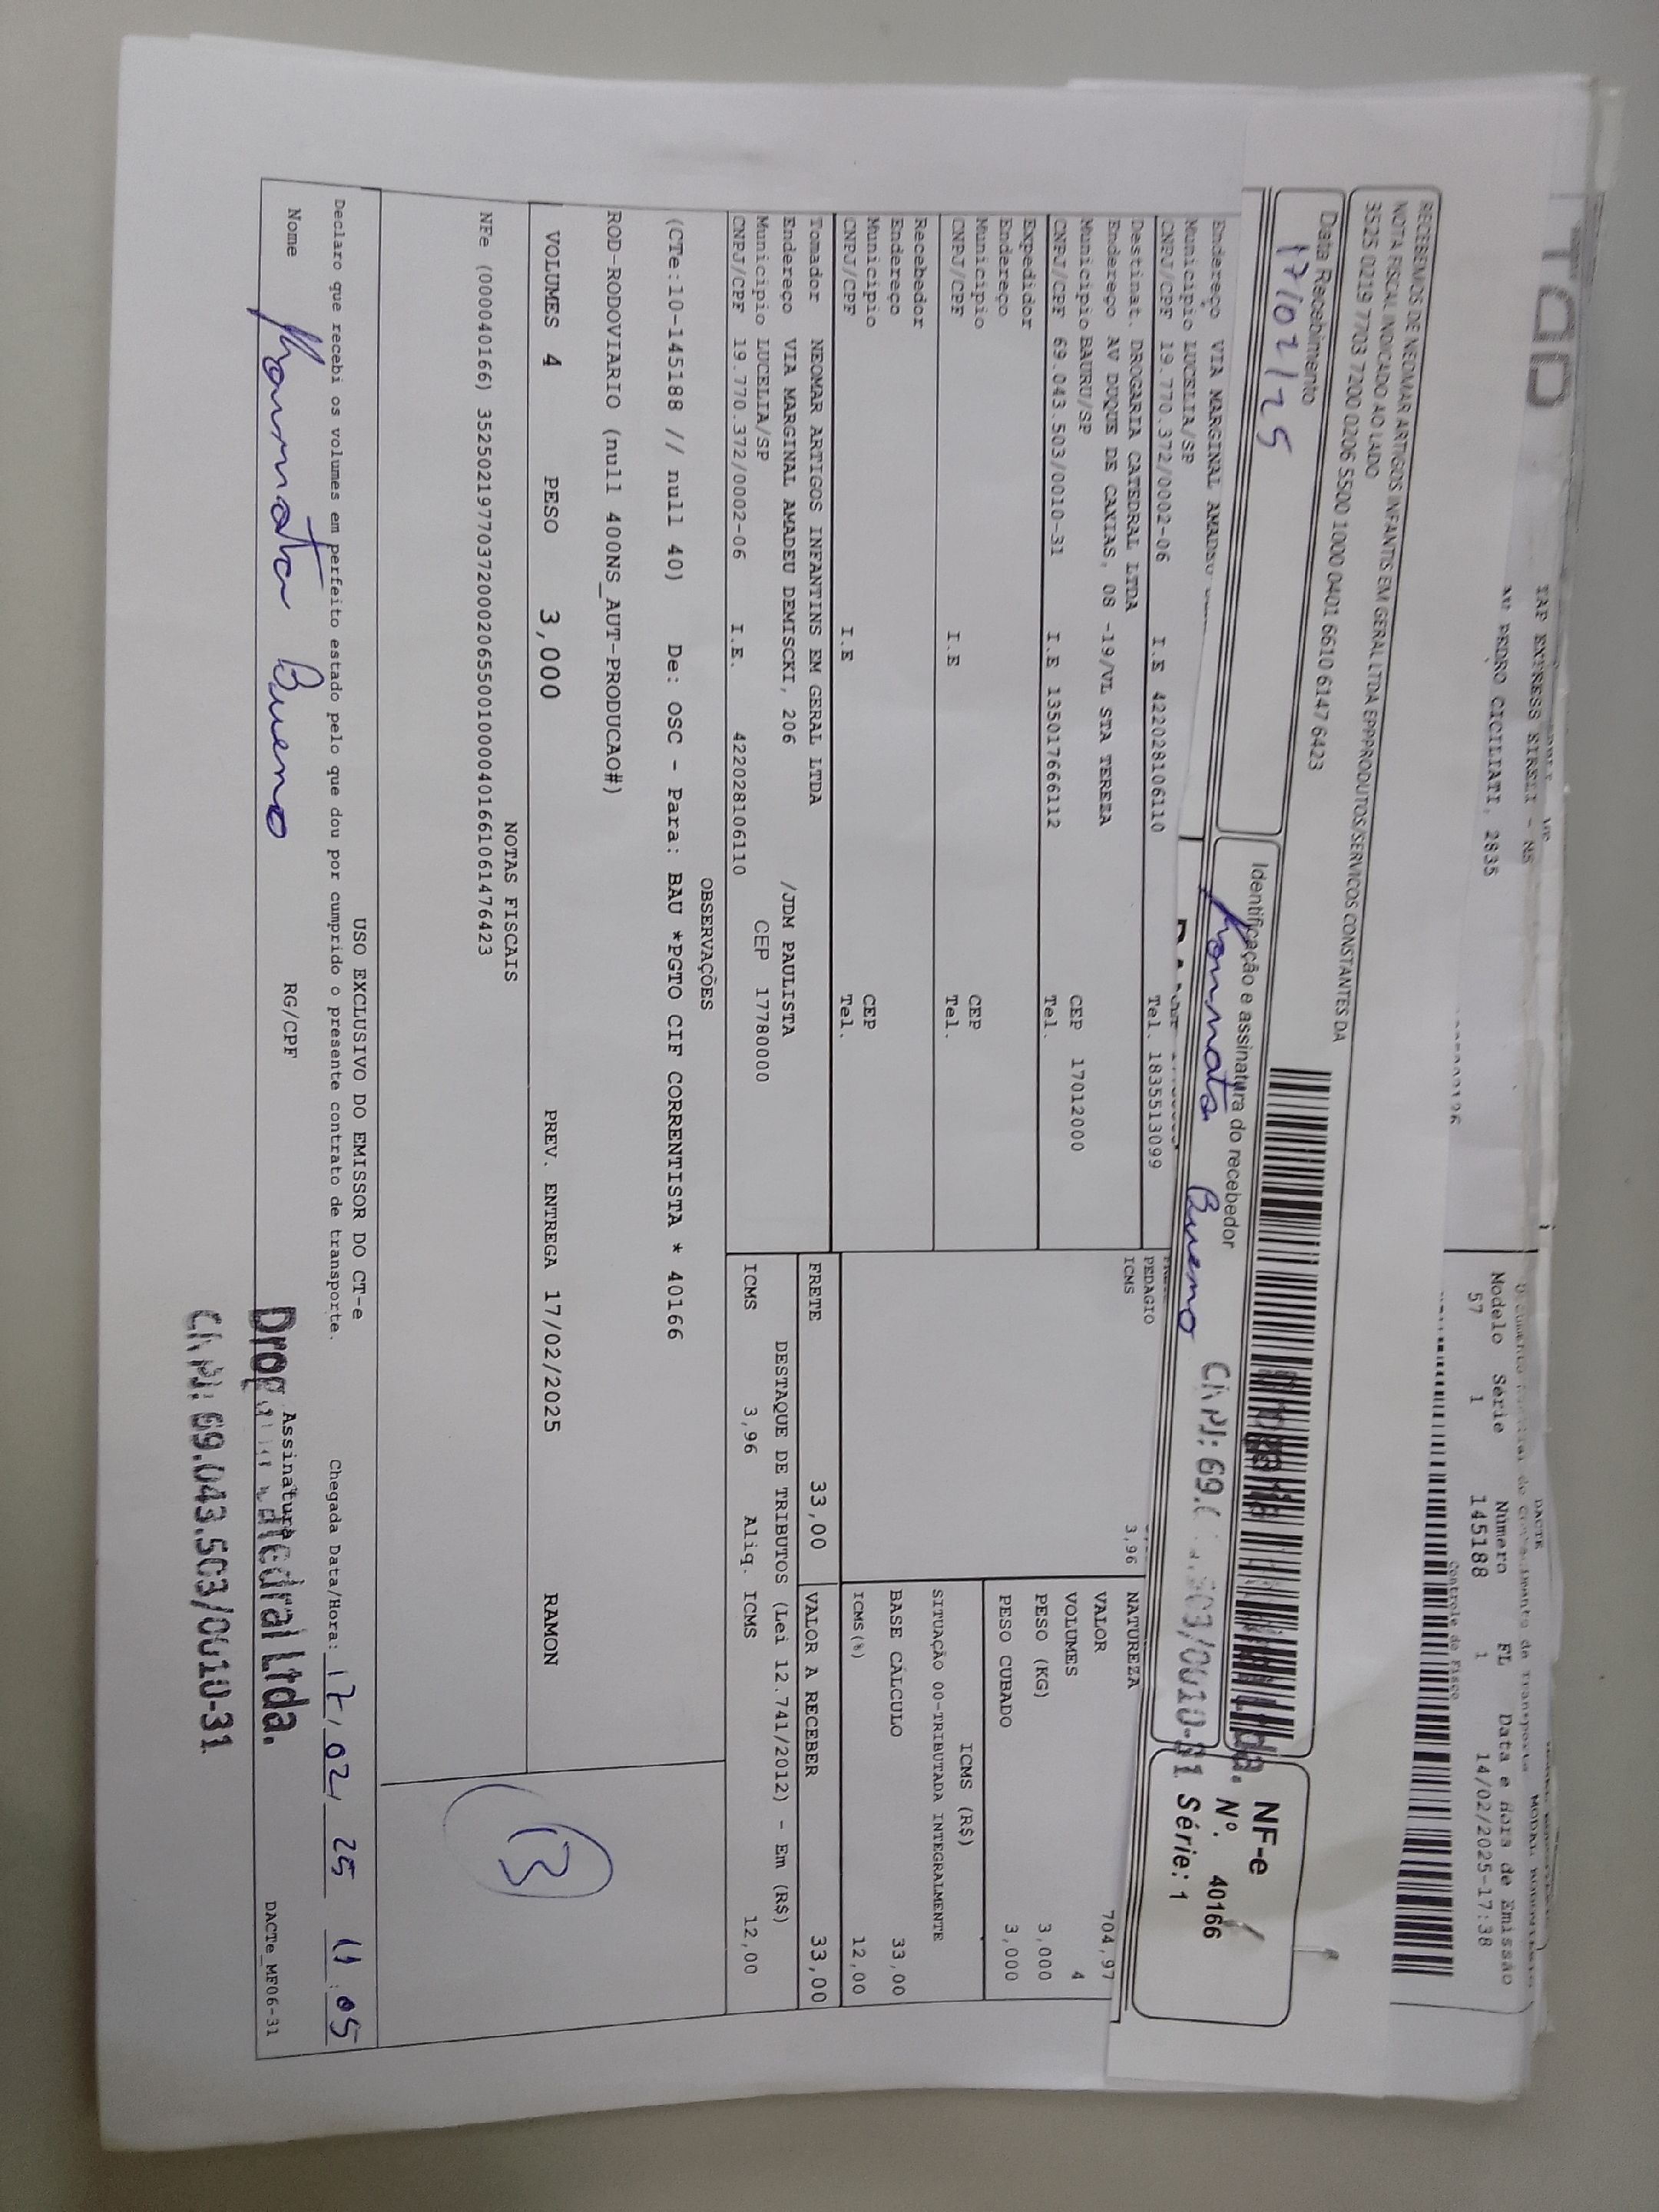 TAP EXPRESS EIRELI - NS
AV PEDRO CICILIATI, 2835
DACTE
Modelo Série Número FL Data e Hora de Emissão
57 1 145188 1 14/02/2025-17:38
Controle do Fisco
RECEBEMOS DE NEOMAR ARTIGOS INFANTIS EM GERAL LTDA EPPPRODUTOS/SERVICOS CONSTANTES DA
NOTA FISCAL INDICADO AO LADO
3525 0219 7703 7200 0206 5500 1000 0401 6610 6147 6423
Data Recebimento
17/02/25
Identificação e assinatura do recebedor
Bueno
NF-e
Nº. 40166
Série: 1
Endereço VIA MARGINAL
Municipio LUCELIA/SP
CNPJ/CPF 19.770.372/0002-06 I.E 422028106110 Tel. 1835513099
Destinat. DROGARIA CATEDRAL LTDA
Endereço AV DUQUE DE CAXIAS, 08 -19/VL STA TEREZA
Municipio BAURU/SP CEP 17012000
CNPJ/CPF 69.043.503/0010-31 I.E 135017666112 Tel.
Expedidor
Endereço
Municipio CEP
CNPJ/CPF I.E Tel.
Recebedor
Endereço
Municipio CEP
CNPJ/CPF I.E Tel.
Tomador NEOMAR ARTIGOS INFANTINS EM GERAL LTDA
Endereço VIA MARGINAL AMADEU DEMISCKI, 206 /JDM PAULISTA
Municipio LUCELIA/SP CEP 17780000
CNPJ/CPF 19.770.372/0002-06 I.E. 422028106110
PEDAGIO
ICMS 3,96
NATUREZA
VALOR 704,97
VOLUMES 4
PESO (KG) 3,000
PESO CUBADO 3,000
ICMS (R$)
SITUAÇÃO 00-TRIBUTADA INTEGRALMENTE
BASE CÁLCULO 33,00
ICMS(%) 12,00
FRETE 33,00 VALOR A RECEBER 33,00
DESTAQUE DE TRIBUTOS (Lei 12.741/2012) - Em (R$)
ICMS 3,96 Aliq. ICMS 12,00
OBSERVAÇÕES
(CTe:10-145188 // null 40) De: OSC - Para: BAU *PGTO CIF CORRENTISTA * 40166
ROD-RODOVIARIO (null 400NS_AUT-PRODUCAO#)
VOLUMES 4 PESO 3,000 PREV. ENTREGA 17/02/2025 RAMON
NOTAS FISCAIS
NFe (000040166) 35250219770372000206550010000401661061476423
USO EXCLUSIVO DO EMISSOR DO CT-e
Declaro que recebi os volumes em perfeito estado pelo que dou por cumprido o presente contrato de transporte. Chegada Data/Hora: 17/02/25 11:05
Nome Bueno RG/CPF Assinatura DACTe_MF06-31
CNPJ: 69.043.503/0010-31